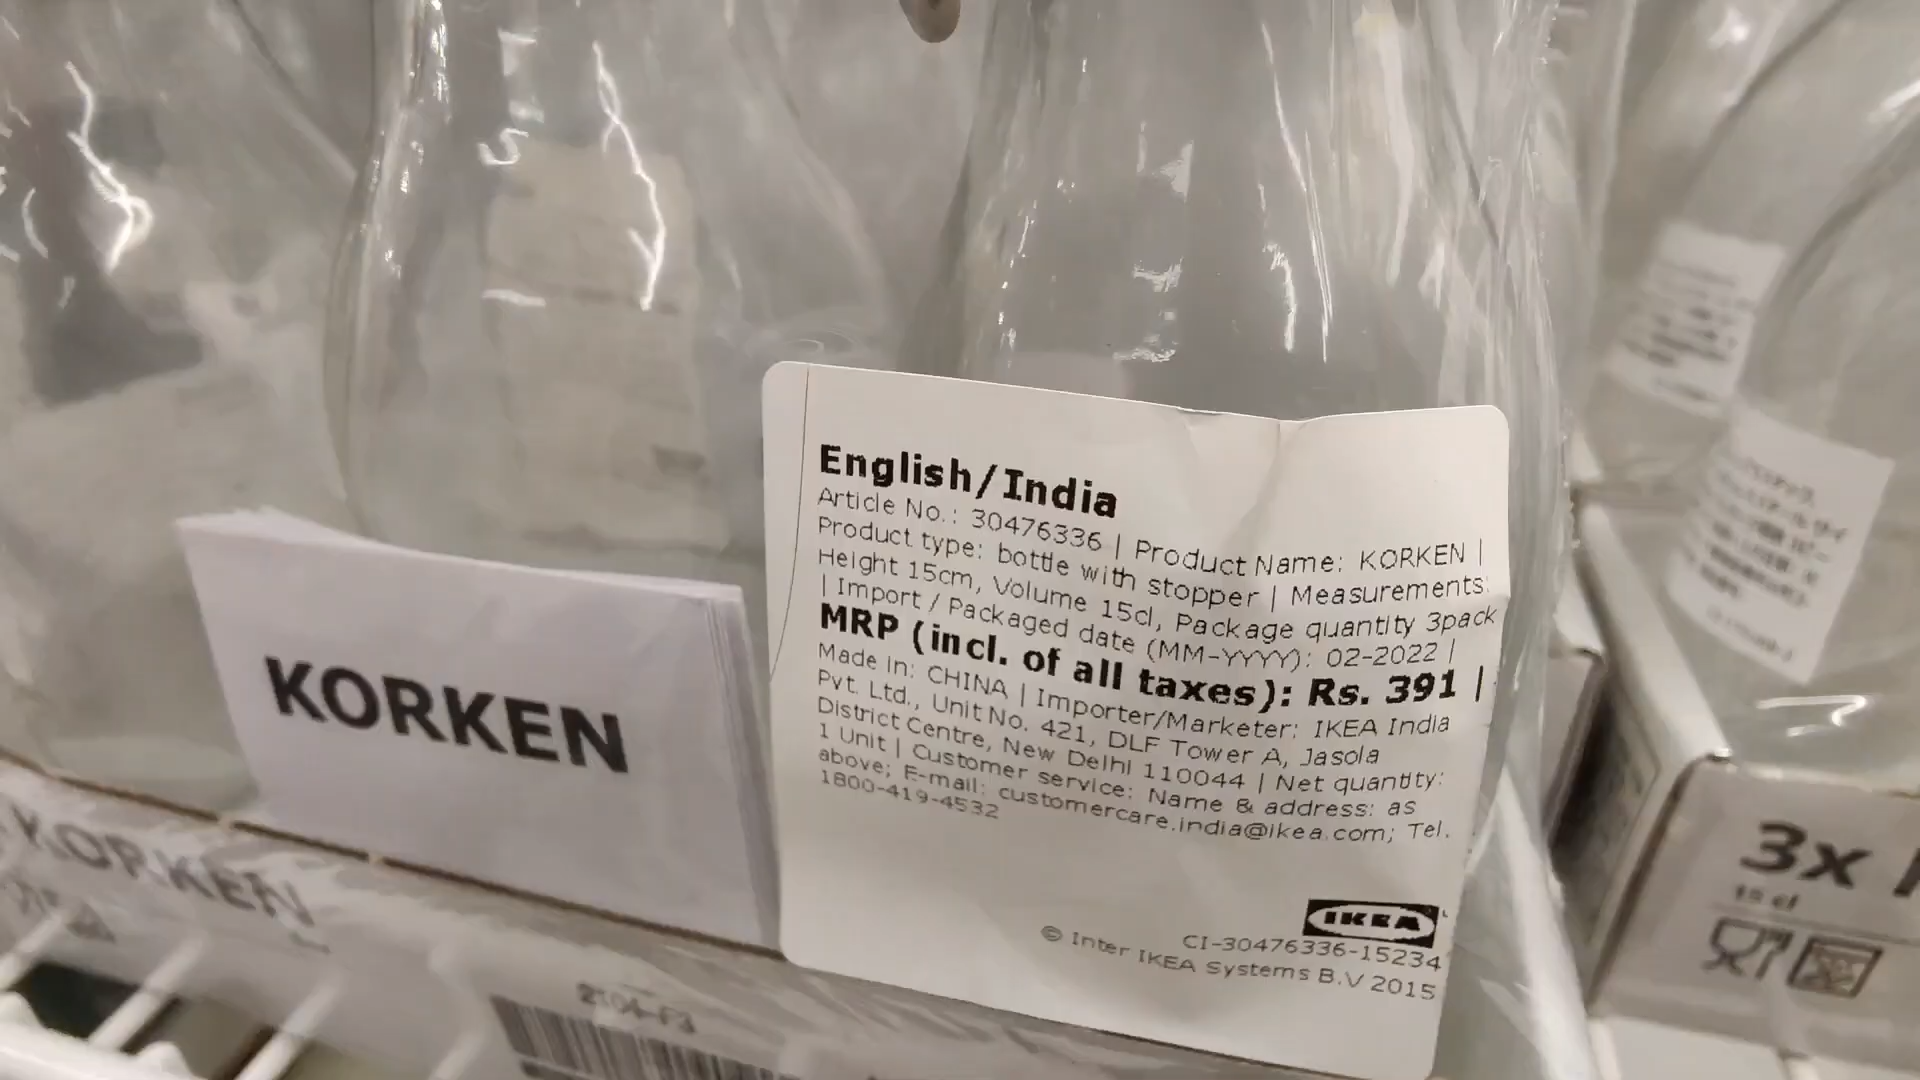 English/India
Article No.: 30476336 | Product Name: KORKEN |
Product type: bottle with stopper | Measurements:
Height 15cm, Volume 15cl, Package quantity 3pack
| Import / Packaged date (MM-YYYY): 02-2022 |
MRP (incl. of all taxes): Rs. 391 |
Made in: CHINA | Importer/Marketer: IKEA India
Pvt. Ltd., Unit No. 421, DLF Tower A, Jasola
District Centre, New Delhi 110044 | Net quantity:
1 Unit | Customer service: Name & address: as
above; E-mail: customercare.india@ikea.com; Tel.
1800-419-4532
IKEA
CI-30476336-15234
© Inter IKEA Systems B.V 2015
KORKEN
KORKEN
3x
15 cl